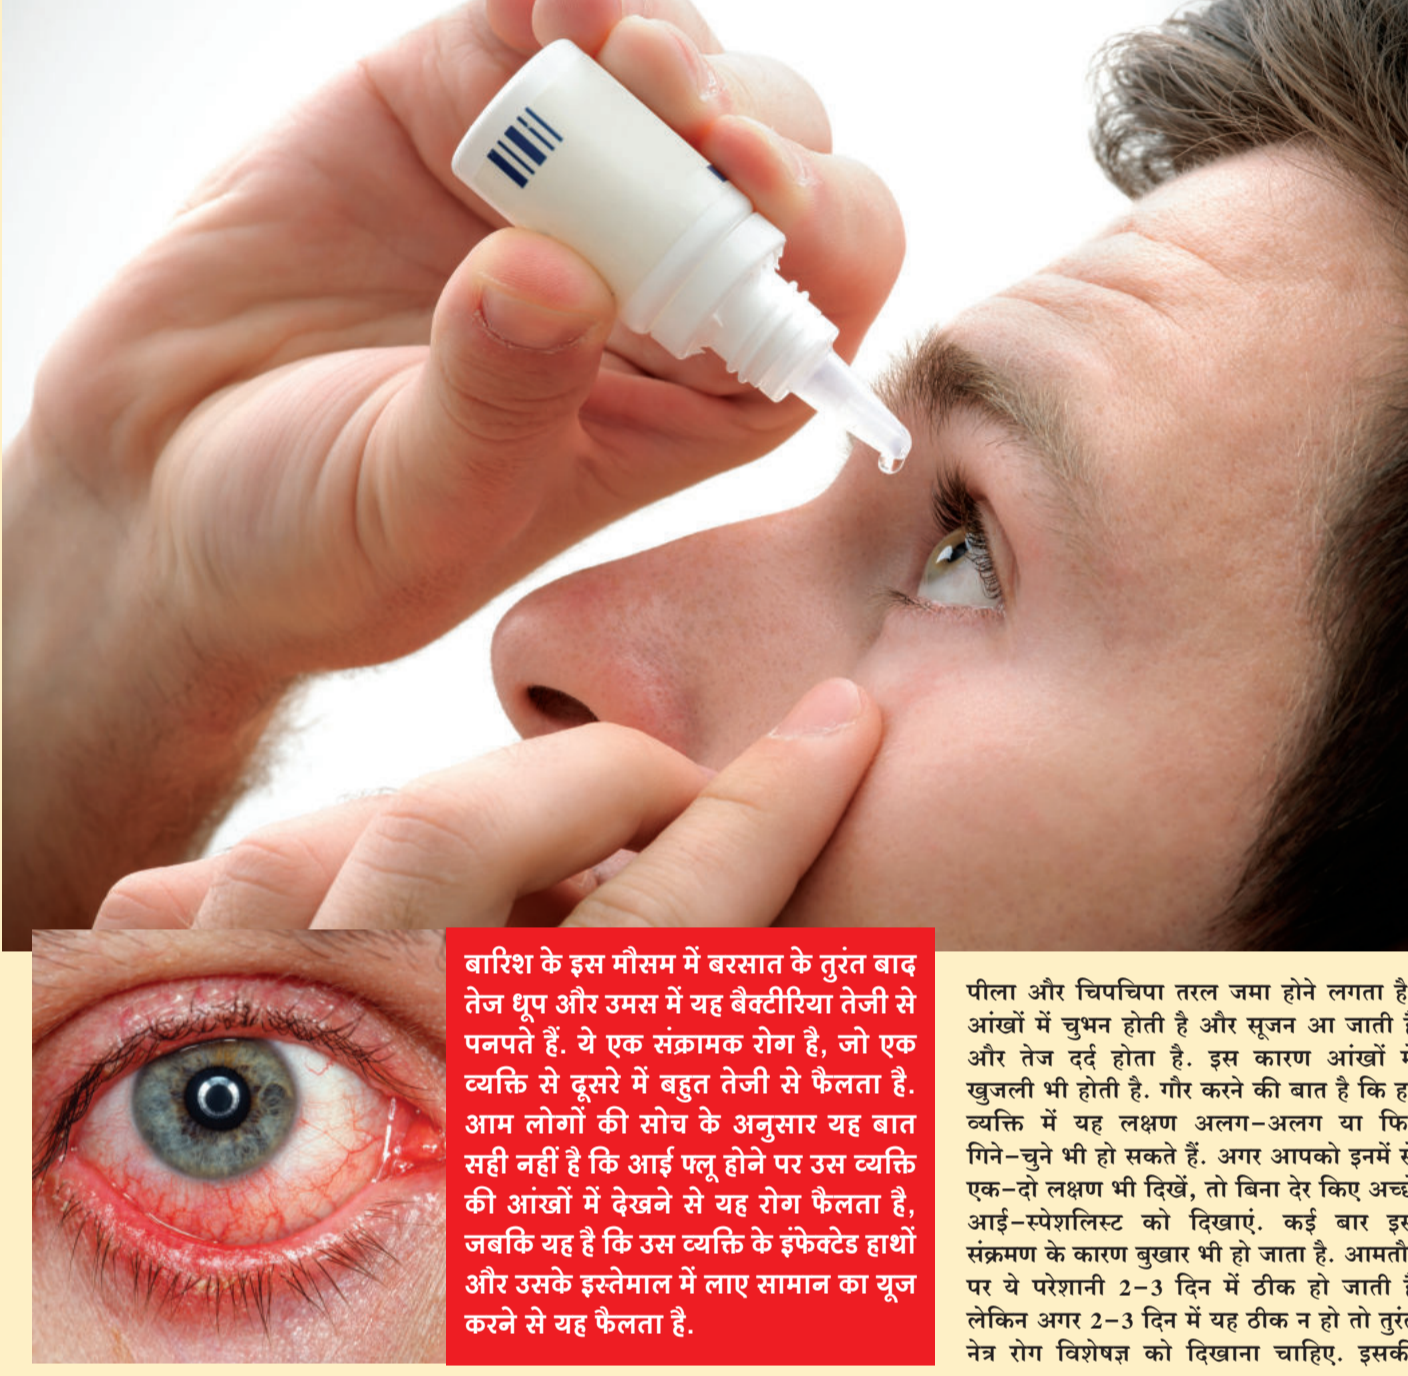 बारिश के इस मौसम में बरसात के तुरंत बाद
तेज धूप और उमस में यह बैक्टीरिया तेजी से
पनपते हैं. ये एक संक्रामक रोग है, जो एक
व्यक्ति से दूसरे में बहुत तेजी से फैलता है.
आम लोगों की सोच के अनुसार यह बात
सही नहीं है कि आई फ्लू होने पर उस व्यक्ति
की आंखों में देखने से यह रोग फैलता है,
जबकि यह है कि उस व्यक्ति के इंफेक्टेड हाथों
और उसके इस्तेमाल में लाए सामान का यूज
करने से यह फैलता है.
पीला और चिपचिपा तरल जमा होने लगता है
आंखों में चुभन होती है और सूजन आ जाती
और तेज दर्द होता है. इस कारण आंखों
खुजली भी होती है. गौर करने की बात है कि
व्यक्ति में यह लक्षण अलग-अलग या
गिने-चुने भी हो सकते हैं. अगर आपको इनमें
एक-दो लक्षण भी दिखें, तो बिना देर किए
आई-स्पेशलिस्ट को दिखाएं. कई बार
संक्रमण के कारण बुखार भी हो जाता है.
पर ये परेशानी 2-3 दिन में ठीक हो जाती
लेकिन अगर 2-3 दिन में यह ठीक न हो तो
नेत्र रोग विशेषज्ञ को दिखाना चाहिए.